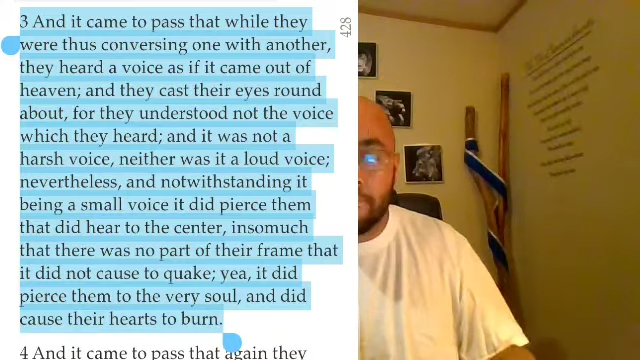 3 And it came to pass that while they
were thus conversing one with another,
they heard a voice as if it came out of
heaven; and they cast their eyes round
about, for they understood not the voice
which they heard; and it was not a
harsh voice, neither was it a loud voice;
nevertheless, and notwithstanding it
being a small voice it did pierce them
that did hear to the center, insomuch
that there was no part of their frame that
it did not cause to quake; yea, it did
pierce them to the very soul, and did
cause their hearts to burn.
4 And it came to pass that again they
428